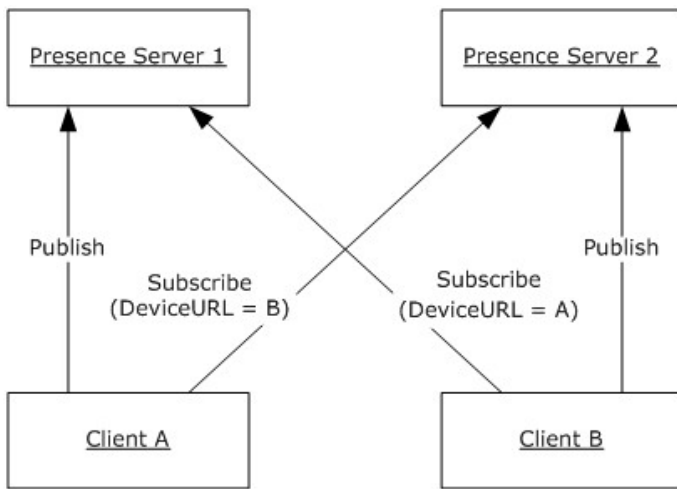 Presence Server 1
Presence Server 2
Publish
Publish
Subscribe
(DeviceURL = B)
Subscribe
(DeviceURL = A)
Client A
Client B